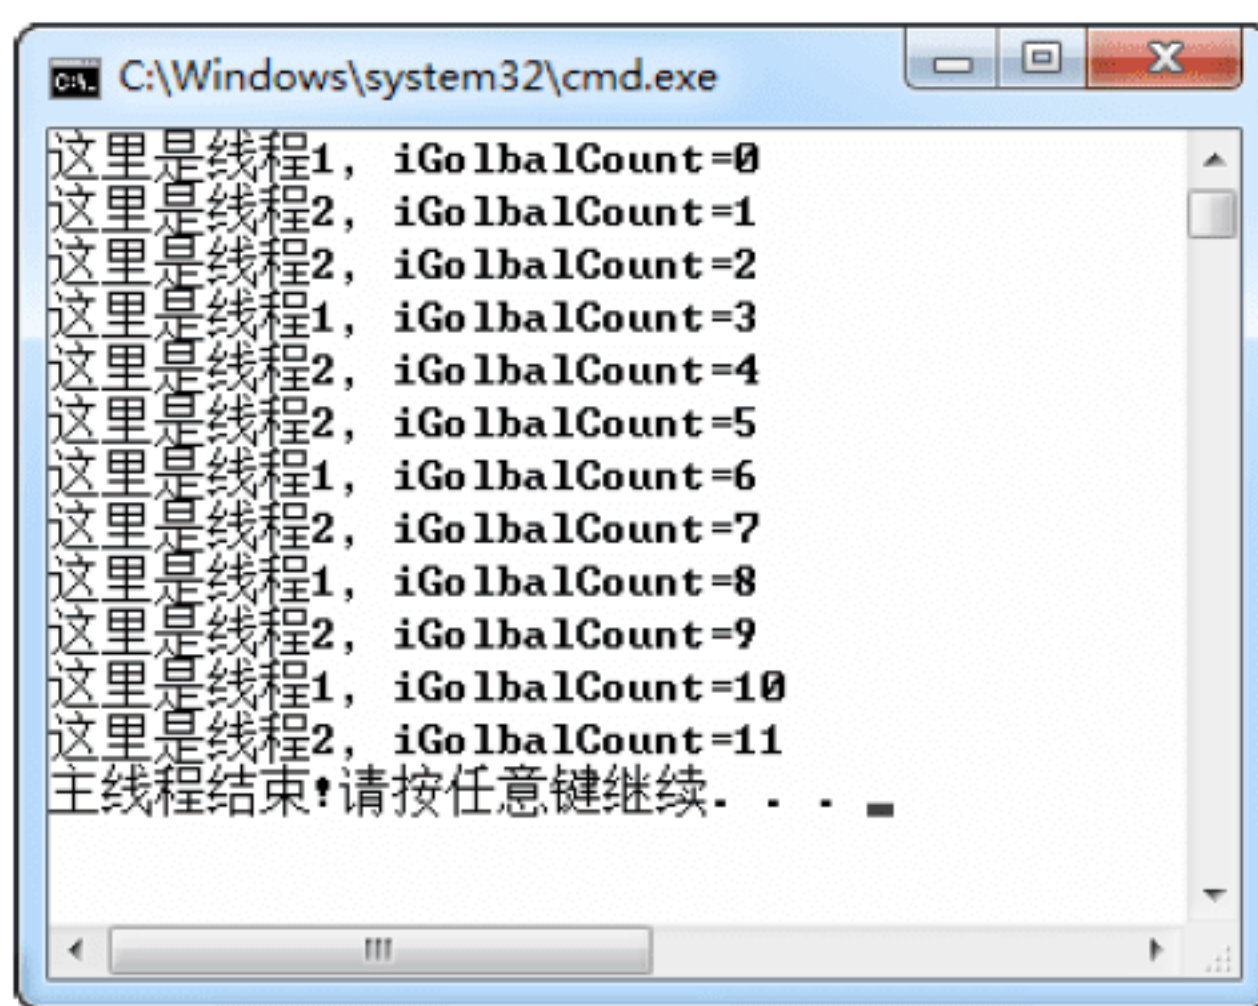 C:\Windows\system32\cmd.exe
这里是线程1, iGolbalCount=0
这里是线程2, iGolbalCount=1
这里是线程2, iGolbalCount=2
这里是线程1, iGolbalCount=3
这里是线程2, iGolbalCount=4
这里是线程2, iGolbalCount=5
这里是线程1, iGolbalCount=6
这里是线程2, iGolbalCount=7
这里是线程1, iGolbalCount=8
这里是线程2, iGolbalCount=9
这里是线程1, iGolbalCount=10
这里是线程2, iGolbalCount=11
主线程结束!请按任意键继续. . .